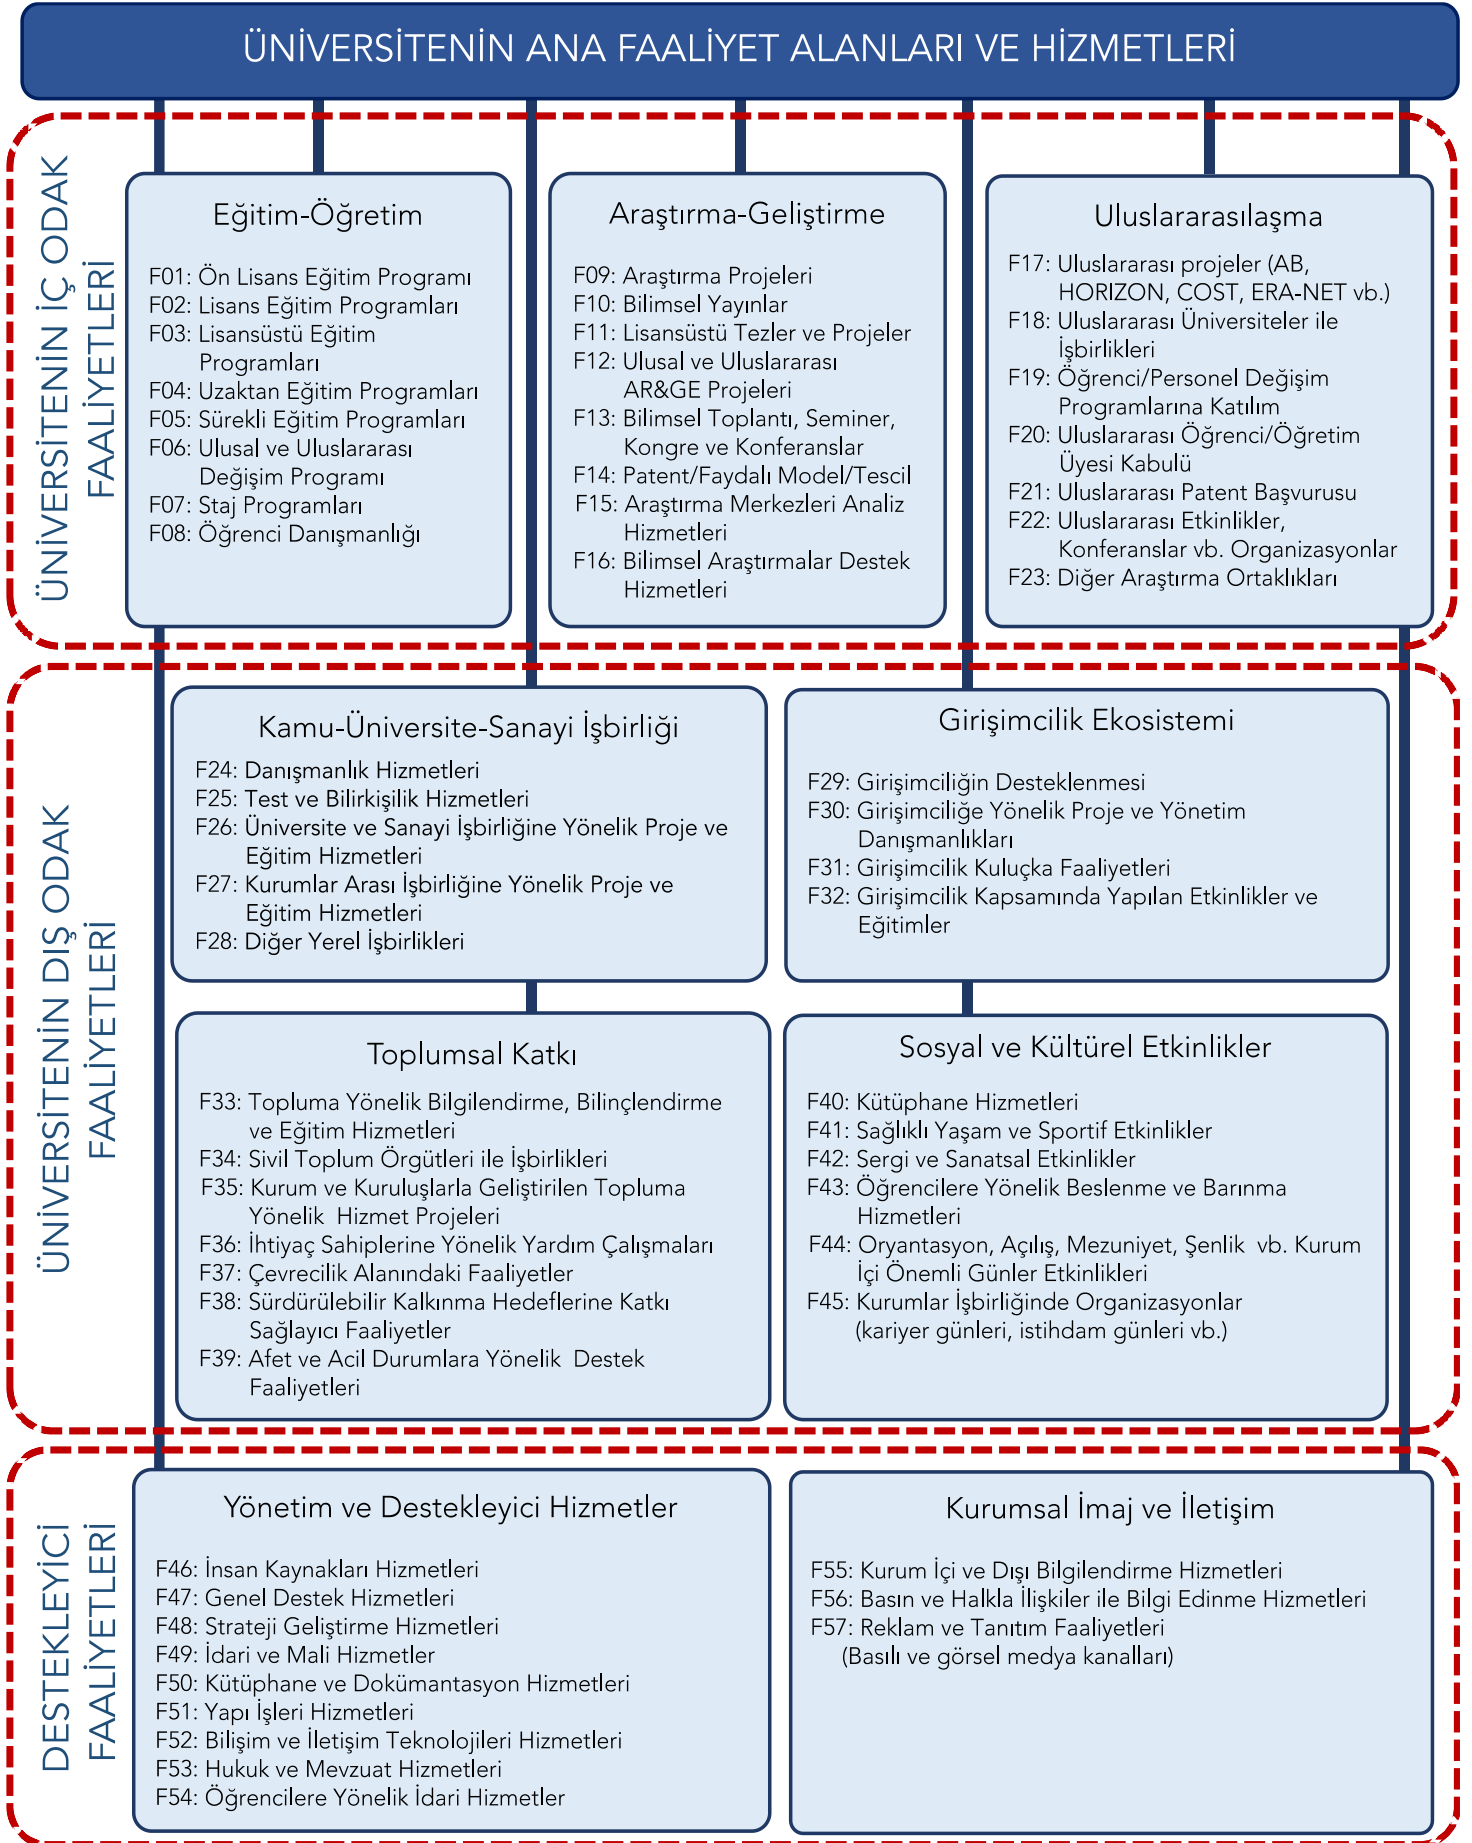 ÜNİVERSİTENİN ANA FAALİYET ALANLARI VE HİZMETLERİ
ÜNİVERSİTENİN İÇ ODAK
FAALİYETLERİ
Eğitim-Öğretim
F01: Ön Lisans Eğitim Programı
F02: Lisans Eğitim Programları
F03: Lisansüstü Eğitim
Programları
F04: Uzaktan Eğitim Programları
F05: Sürekli Eğitim Programları
F06: Ulusal ve Uluslararası
Değişim Programı
F07: Staj Programları
F08: Öğrenci Danışmanlığı
Araştırma-Geliştirme
F09: Araştırma Projeleri
F10: Bilimsel Yayınlar
F11: Lisansüstü Tezler ve Projeler
F12: Ulusal ve Uluslararası
AR&GE Projeleri
F13: Bilimsel Toplantı, Seminer,
Kongre ve Konferanslar
F14: Patent/Faydalı Model/Tescil
F15: Araştırma Merkezleri Analiz
Hizmetleri
F16: Bilimsel Araştırmalar Destek
Hizmetleri
Uluslararasılaşma
F17: Uluslararası projeler (AB,
HORIZON, COST, ERA-NET vb.)
F18: Uluslararası Üniversiteler ile
İşbirlikleri
F19: Öğrenci/Personel Değişim
Programlarına Katılım
F20: Uluslararası Öğrenci/Öğretim
Üyesi Kabulü
F21: Uluslararası Patent Başvurusu
F22: Uluslararası Etkinlikler,
Konferanslar vb. Organizasyonlar
F23: Diğer Araştırma Ortaklıkları
ÜNİVERSİTENİN DIŞ ODAK
FAALİYETLERİ
Kamu-Üniversite-Sanayi İşbirliği
F24: Danışmanlık Hizmetleri
F25: Test ve Bilirkişilik Hizmetleri
F26: Üniversite ve Sanayi İşbirliğine Yönelik Proje ve
Eğitim Hizmetleri
F27: Kurumlar Arası İşbirliğine Yönelik Proje ve
Eğitim Hizmetleri
F28: Diğer Yerel İşbirlikleri
Girişimcilik Ekosistemi
F29: Girişimciliğin Desteklenmesi
F30: Girişimciliğe Yönelik Proje ve Yönetim
Danışmanlıkları
F31: Girişimcilik Kuluçka Faaliyetleri
F32: Girişimcilik Kapsamında Yapılan Etkinlikler ve
Eğitimler
Toplumsal Katkı
F33: Topluma Yönelik Bilgilendirme, Bilinçlendirme
ve Eğitim Hizmetleri
F34: Sivil Toplum Örgütleri ile İşbirlikleri
F35: Kurum ve Kuruluşlarla Geliştirilen Topluma
Yönelik Hizmet Projeleri
F36: İhtiyaç Sahiplerine Yönelik Yardım Çalışmaları
F37: Çevrecilik Alanındaki Faaliyetler
F38: Sürdürülebilir Kalkınma Hedeflerine Katkı
Sağlayıcı Faaliyetler
F39: Afet ve Acil Durumlara Yönelik Destek
Faaliyetleri
Sosyal ve Kültürel Etkinlikler
F40: Kütüphane Hizmetleri
F41: Sağlıklı Yaşam ve Sportif Etkinlikler
F42: Sergi ve Sanatsal Etkinlikler
F43: Öğrencilere Yönelik Beslenme ve Barınma
Hizmetleri
F44: Oryantasyon, Açılış, Mezuniyet, Şenlik vb. Kurum
İçi Önemli Günler Etkinlikleri
F45: Kurumlar İşbirliğinde Organizasyonlar
(kariyer günleri, istihdam günleri vb.)
DESTEKLEYİCİ
FAALİYETLERİ
Yönetim ve Destekleyici Hizmetler
F46: İnsan Kaynakları Hizmetleri
F47: Genel Destek Hizmetleri
F48: Strateji Geliştirme Hizmetleri
F49: İdari ve Mali Hizmetler
F50: Kütüphane ve Dokümantasyon Hizmetleri
F51: Yapı İşleri Hizmetleri
F52: Bilişim ve İletişim Teknolojileri Hizmetleri
F53: Hukuk ve Mevzuat Hizmetleri
F54: Öğrencilere Yönelik İdari Hizmetler
Kurumsal İmaj ve İletişim
F55: Kurum İçi ve Dışı Bilgilendirme Hizmetleri
F56: Basın ve Halkla İlişkiler ile Bilgi Edinme Hizmetleri
F57: Reklam ve Tanıtım Faaliyetleri
(Basılı ve görsel medya kanalları)